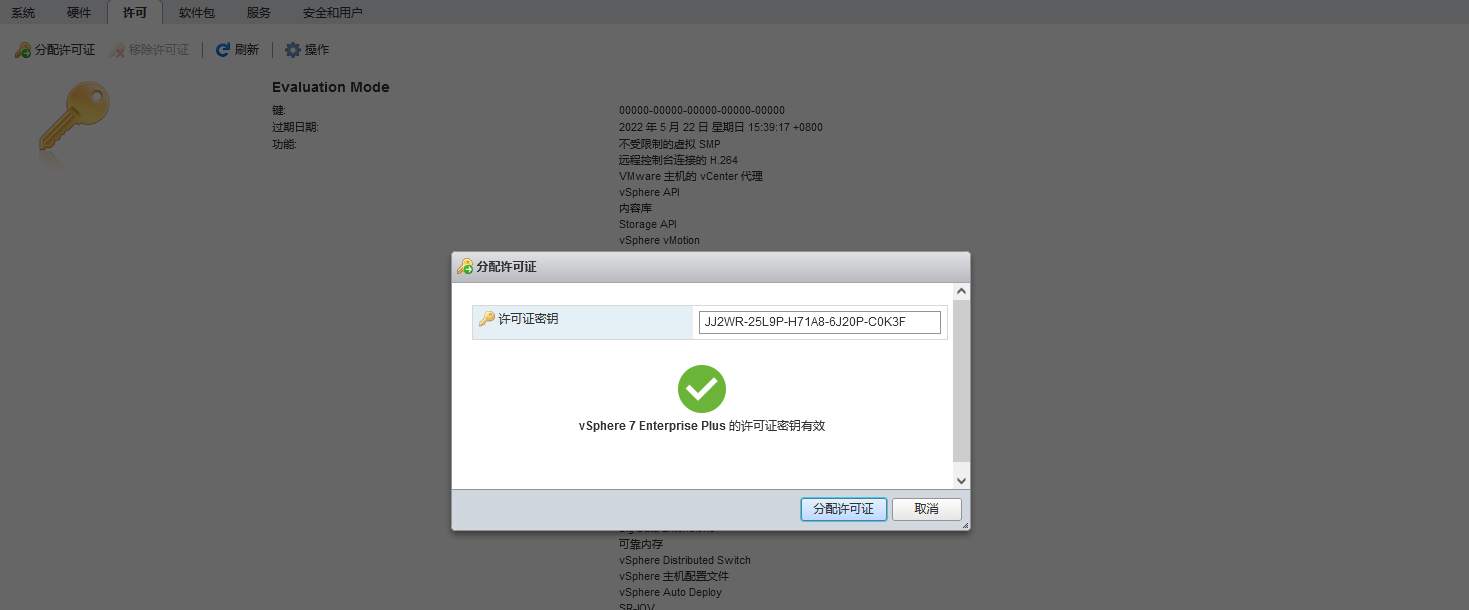 系统 硬件 许可 软件包 服务 安全和用户
分配许可证 移除许可证 刷新 操作
Evaluation Mode
键: 00000-00000-00000-00000-00000
过期日期: 2022 年 5 月 22 日 星期日 15:39:17 +0800
功能: 不受限制的虚拟 SMP
远程控制台连接的 H.264
VMware 主机的 vCenter 代理
vSphere API
内容库
Storage API
vSphere vMotion
分配许可证
许可证密钥 JJ2WR-25L9P-H71A8-6J20P-C0K3F
vSphere 7 Enterprise Plus 的许可证密钥有效
分配许可证 取消
可靠内存
vSphere Distributed Switch
vSphere 主机配置文件
vSphere Auto Deploy
SR-IOV